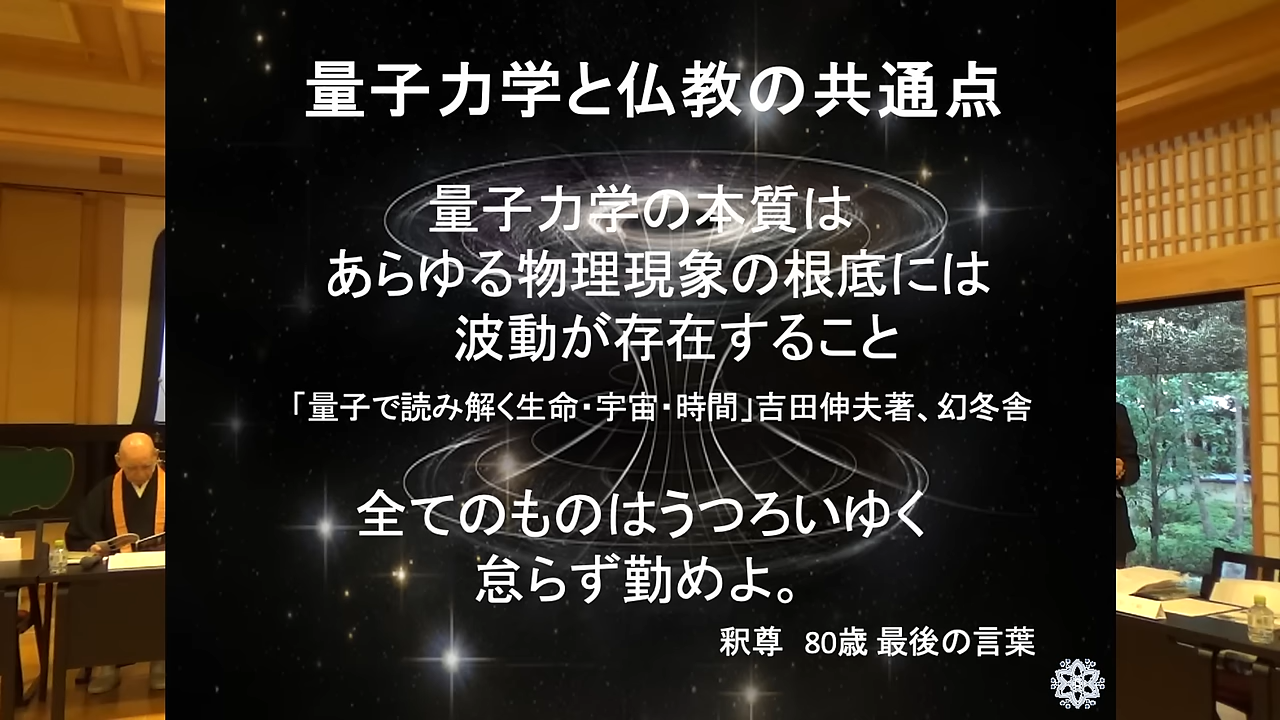 量子力学と仏教の共通点
量子力学の本質は
あらゆる物理現象の根底には
波動が存在すること
「量子で読み解く生命・宇宙・時間」吉田伸夫著、幻冬舎
全てのものはうつろいゆく
怠らず勤めよ。
釈尊 80歳 最後の言葉